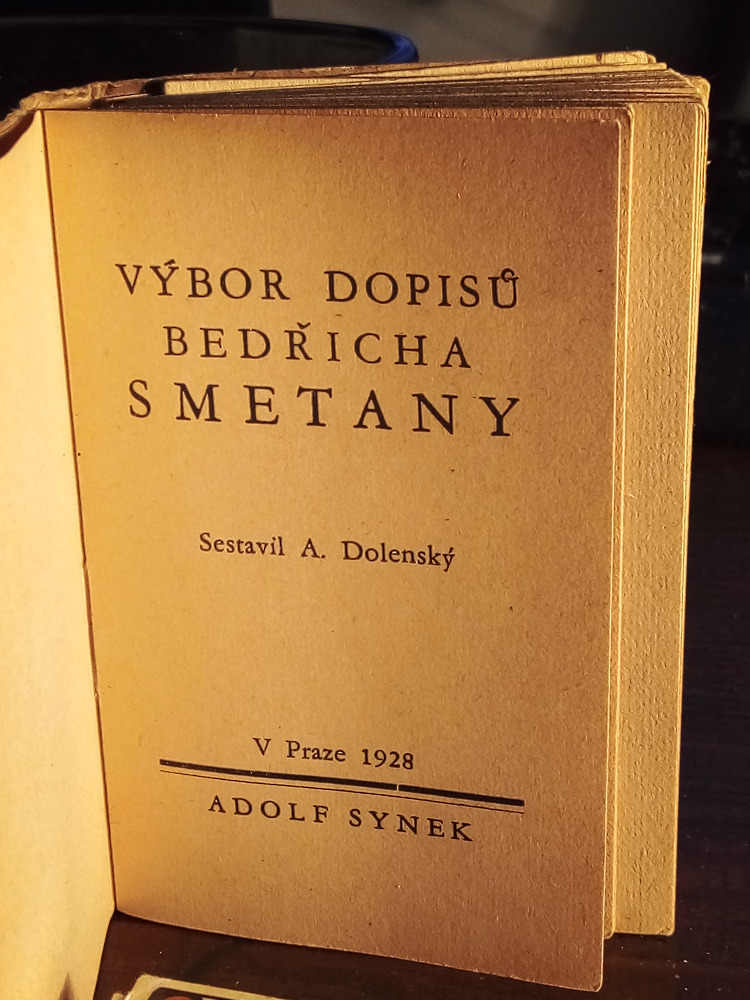 VÝBOR DOPISŮ
BEDŘICHA
SMETANY
Sestavil A. Dolenský
V Praze 1928
ADOLF SYNEK